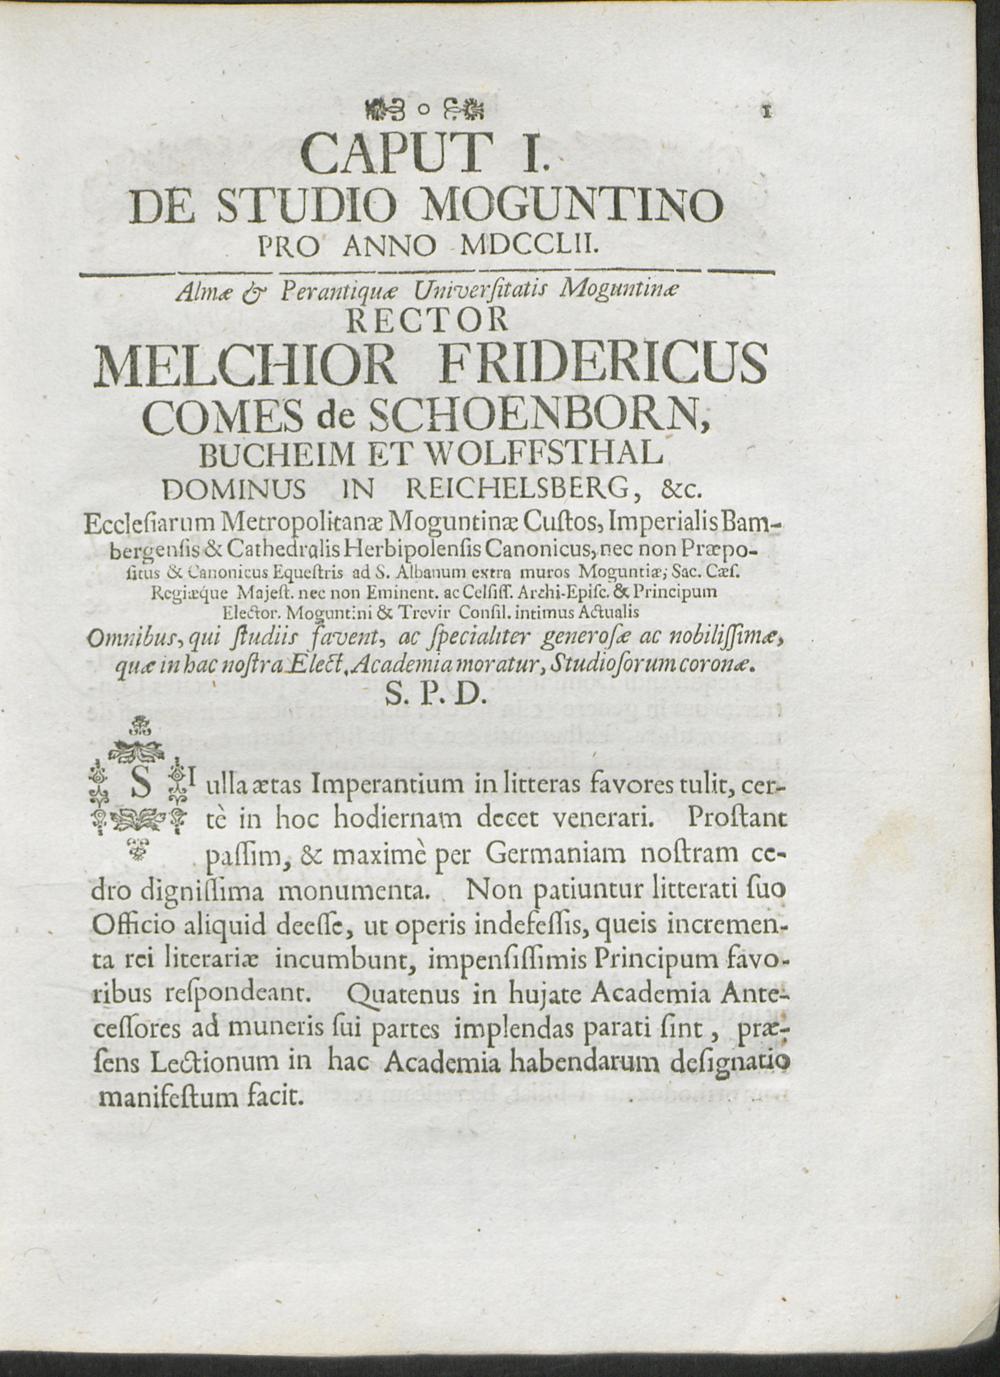 1
CAPUT I.
DE STUDIO MOGUNTINO
PRO ANNO MDCCLII.
Almæ & Perantiquæ Universitatis Moguntinæ
RECTOR
MELCHIOR FRIDERICUS
COMES de SCHOENBORN,
BUCHEIM ET WOLFFSTHAL
DOMINUS IN REICHELSBERG, &c.
Ecclesiarum Metropolitanæ Moguntinæ Custos, Imperialis Bam-
bergensis & Cathedralis Herbipolensis Canonicus, nec non Præpo-
situs & Canonicus Equestris ad S. Albanum extra muros Moguntiæ; Sac. Cæs.
Regiæque Majest. nec non Eminent. ac Celsiss. Archi-Episc. & Principum
Elector. Moguntini & Trevir Consil. intimus Actualis
Omnibus, qui studiis favent, ac specialiter generosæ ac nobilissimæ,
quæ in hac nostra Elect. Academia moratur, Studiosorum coronæ.
S. P. D.
SI ulla ætas Imperantium in litteras favores tulit, cer-
tè in hoc hodiernam decet venerari. Prostant
passim, & maximè per Germaniam nostram ce-
dro dignissima monumenta. Non patiuntur litterati suo
Officio aliquid deesse, ut operis indefessis, queis incremen-
ta rei literariæ incumbunt, impensissimis Principum favo-
ribus respondeant. Quatenus in hujate Academia Ante-
cessores ad muneris sui partes implendas parati sint, præ-
sens Lectionum in hac Academia habendarum designatio
manifestum facit.